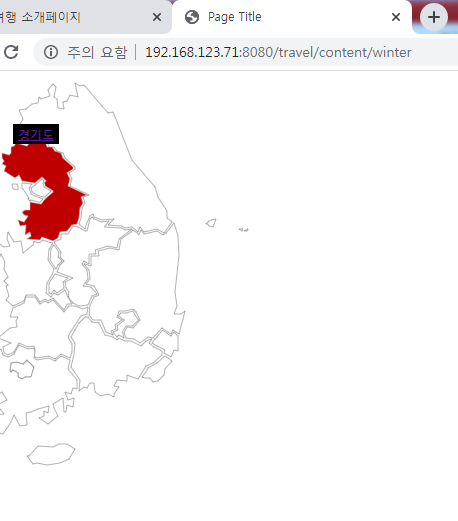 여행 소개페이지
Page Title
주의 요함
192.168.123.71:8080/travel/content/winter
경기도